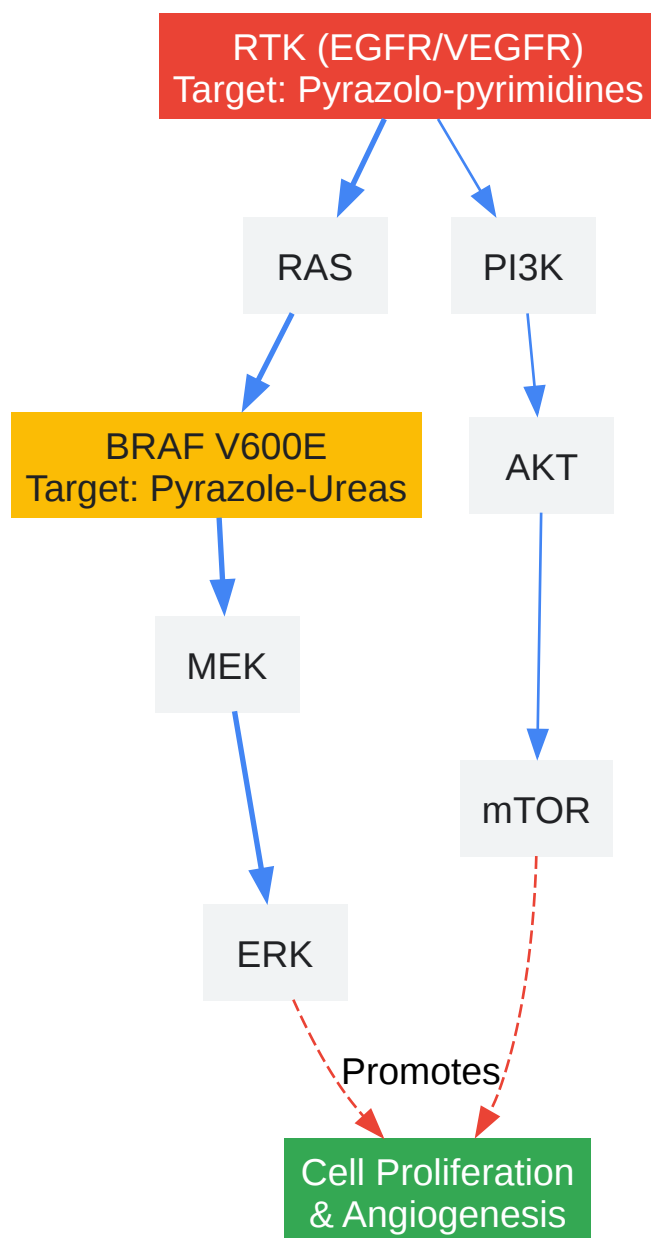 RTK (EGFR/VEGFR)
Target: Pyrazolo-pyrimidines
RAS
PI3K
BRAF V600E
Target: Pyrazole-Ureas
AKT
MEK
mTOR
ERK
Promotes
Cell Proliferation
& Angiogenesis